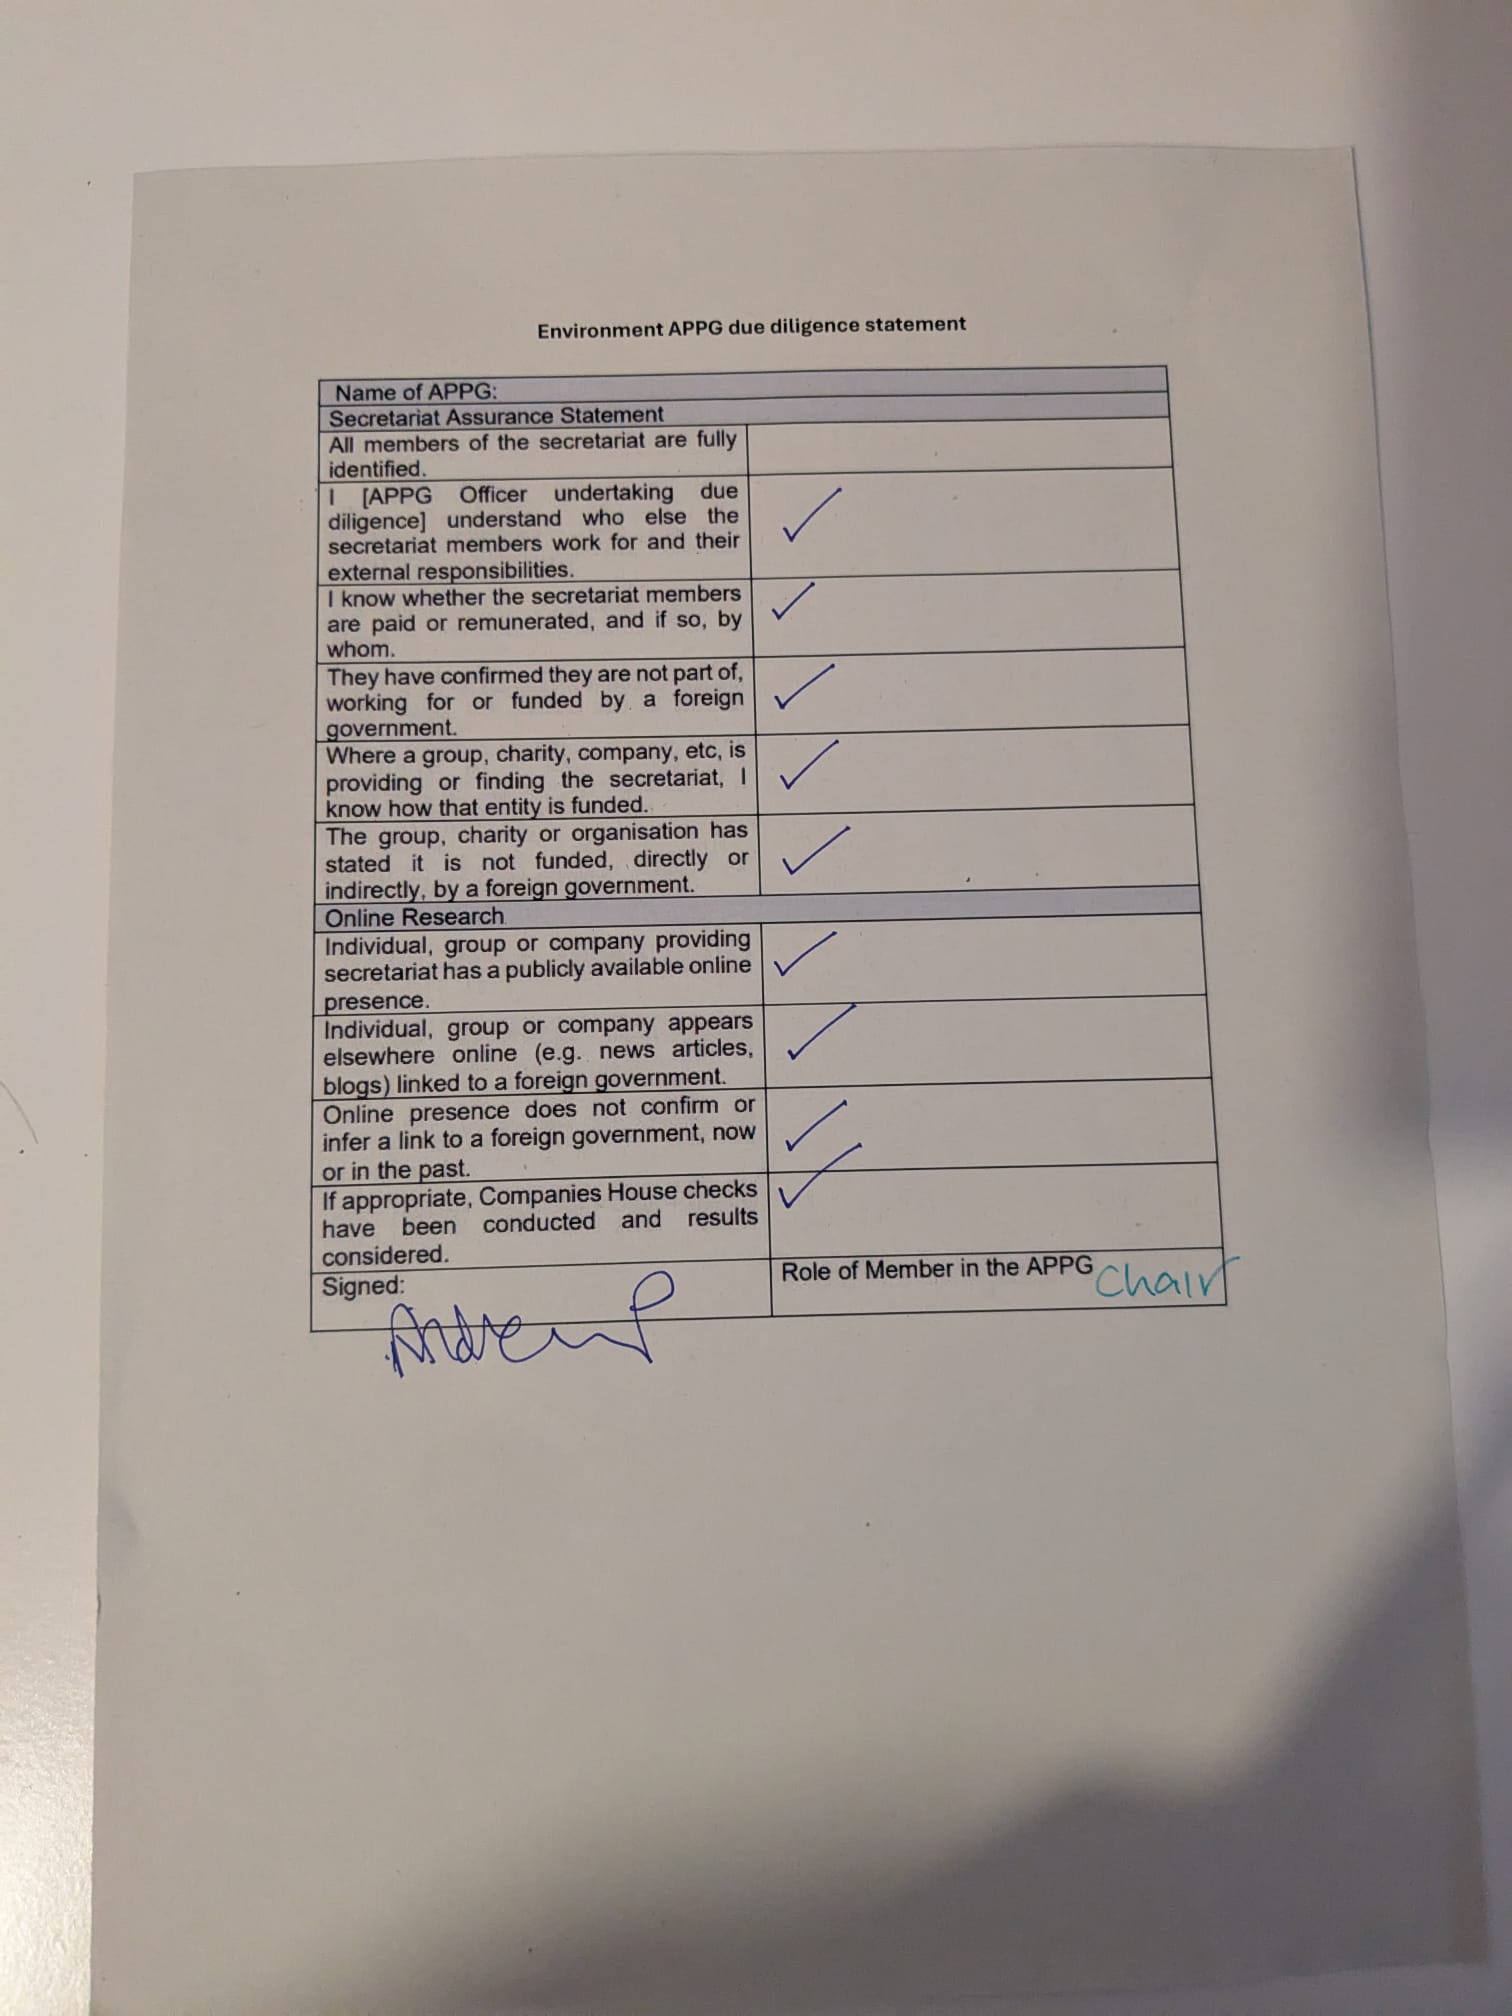 Environment APPG due diligence statement
Name of APPG:
Secretariat Assurance Statement
All members of the secretariat are fully
identified.
I [APPG Officer undertaking due
diligence] understand who else the
secretariat members work for and their
external responsibilities.
✓
I know whether the secretariat members
are paid or remunerated, and if so, by
whom.
✓
They have confirmed they are not part of,
working for or funded by a foreign
government.
✓
Where a group, charity, company, etc, is
providing or finding the secretariat, I
know how that entity is funded.
✓
The group, charity or organisation has
stated it is not funded, directly or
indirectly, by a foreign government.
✓
Online Research
Individual, group or company providing
secretariat has a publicly available online
presence.
✓
Individual, group or company appears
elsewhere online (e.g. news articles,
blogs) linked to a foreign government.
✓
Online presence does not confirm or
infer a link to a foreign government, now
or in the past.
✓
If appropriate, Companies House checks
have been conducted and results
considered.
✓
Signed:
Role of Member in the APPG Chair